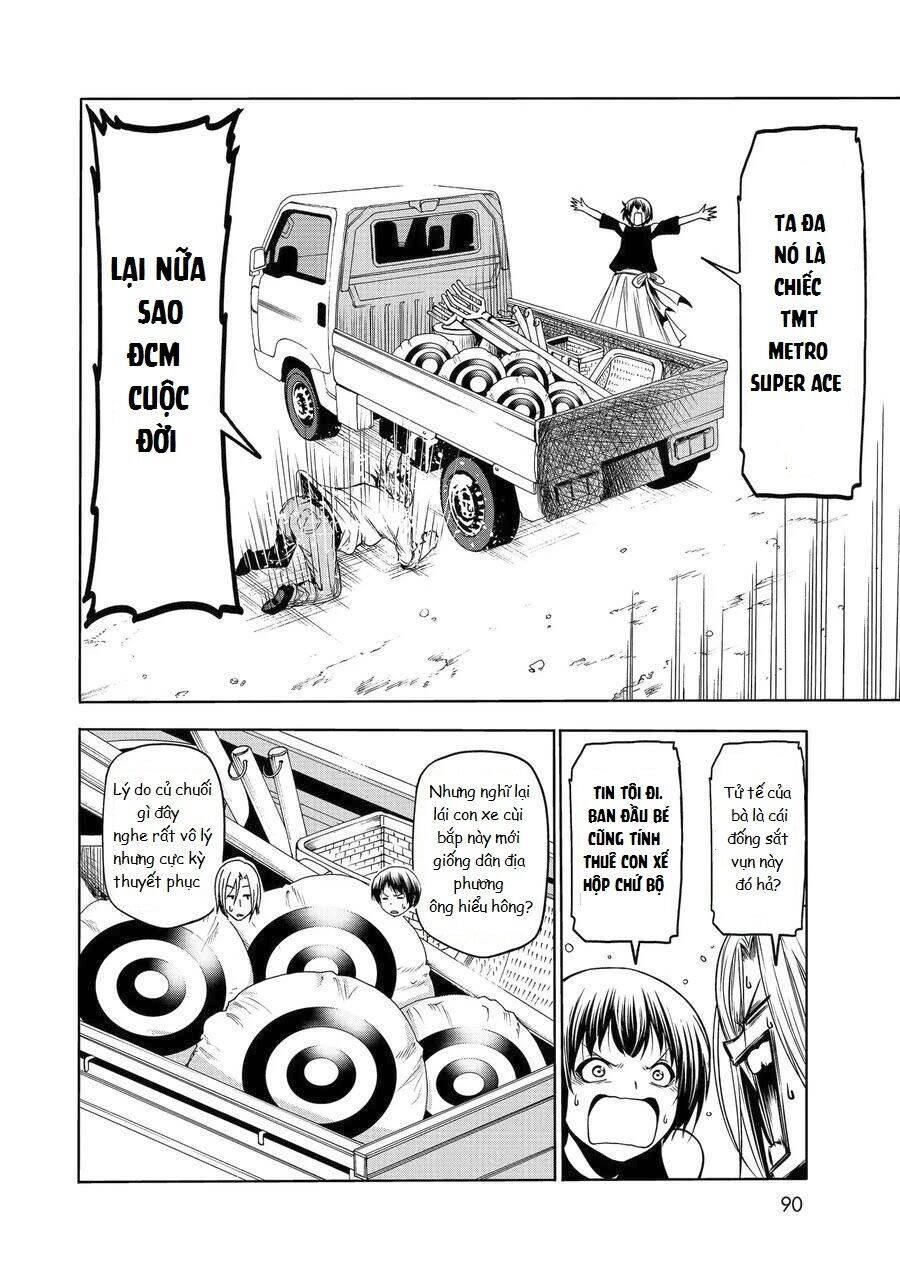 TA ĐA
NÓ LÀ
CHIẾC
TMT
METRO
SUPER ACE
LẠI NỮA
SAO
ĐCM
CUỘC
ĐỜI
Tử tế của
bà là cái
đống sắt
vụn này
đó hả?
TIN TỘI ĐI.
BAN ĐẦU BÉ
CŨNG TÍNH
THUÊ CON XẾ
HỘP CHỨ BỘ
Nhưng nghĩ lại
lái con xe cùi
bắp này mới
giống dân địa
phương
ông hiểu hông?
Lý do củ chuối
gì đây
nghe rất vô lý
nhưng cực kỳ
thuyết phục
90